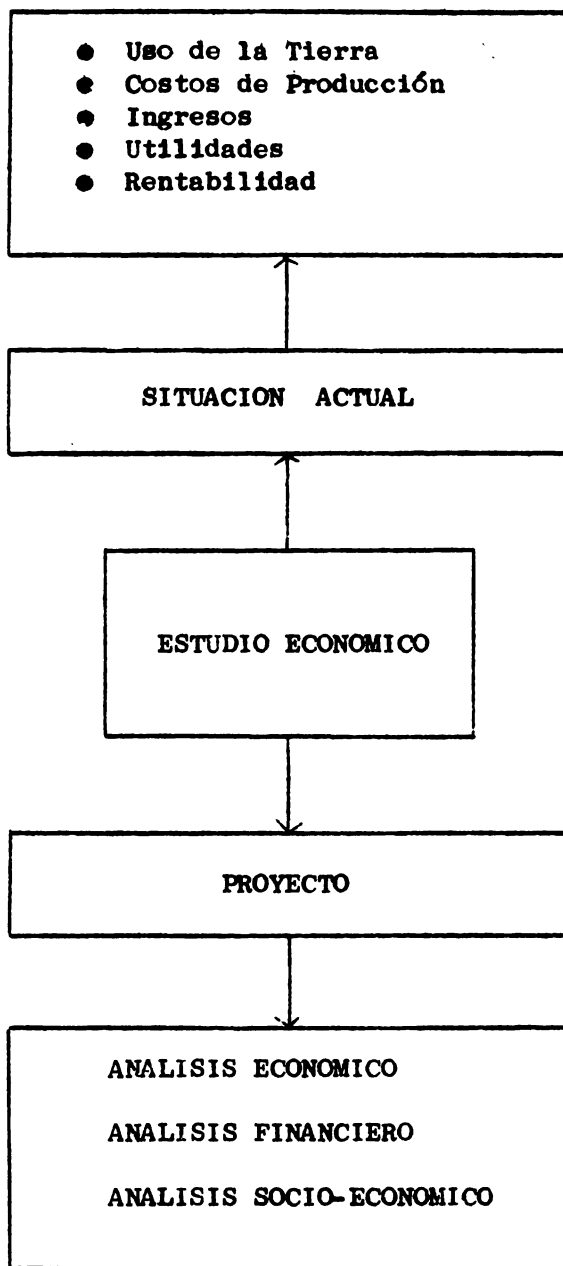 ● Uso de la Tierra
● Costos de Producción
● Ingresos
● Utilidades
● Rentabilidad
SITUACION ACTUAL
ESTUDIO ECONOMICO
PROYECTO
ANALISIS ECONOMICO
ANALISIS FINANCIERO
ANALISIS SOCIO-ECONOMICO